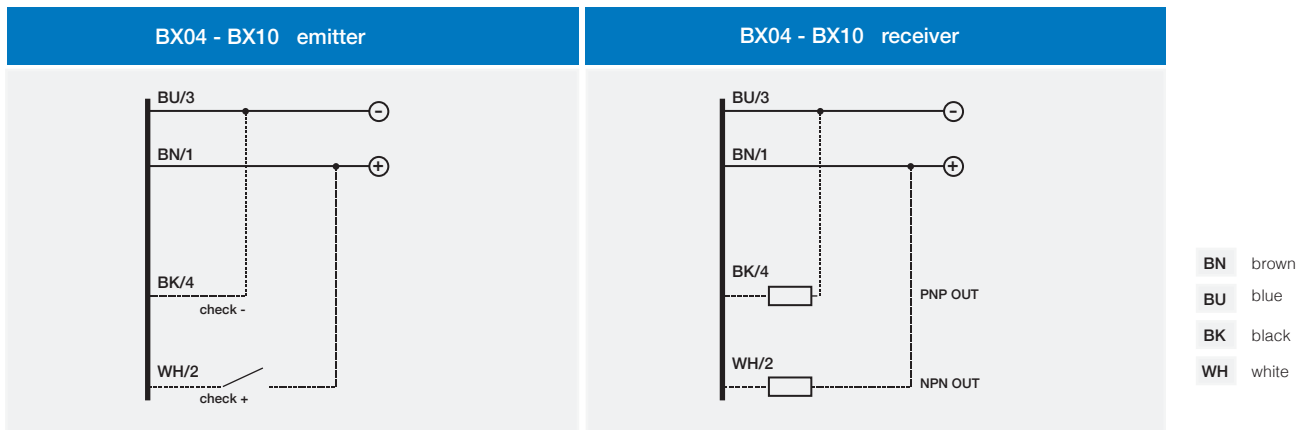 BX04 - BX10 emitter
BU/3
-
BN/1
+
BK/4
check -
WH/2
check +
BX04 - BX10 receiver
BU/3
-
BN/1
+
BK/4
PNP OUT
WH/2
NPN OUT
BN brown
BU blue
BK black
WH white